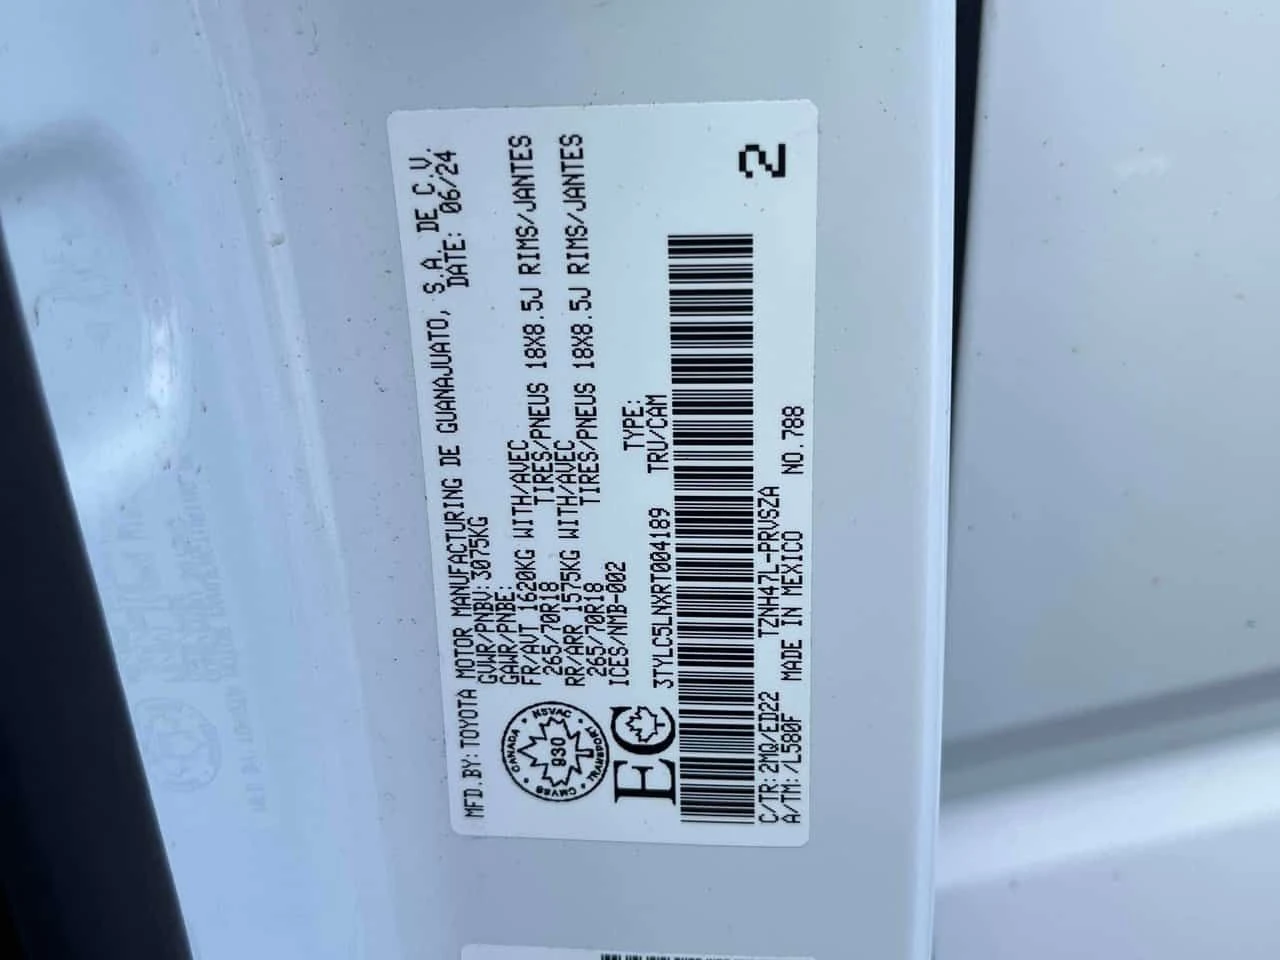 MFD.BY: TOYOTA MOTOR MANUFACTURING DE GUANAJUATO, S.A. DE C.V.
DATE: 06/24
GVWR/PNBV: 3075KG
GAWR/PNBE:
FR/AVT 1620KG WITH/AVEC
265/70R18 TIRES/PNEUS 18X8.5J RIMS/JANTES
RR/ARR 1575KG WITH/AVEC
265/70R18 TIRES/PNEUS 18X8.5J RIMS/JANTES
ICES/NMB-002
TYPE:
3TYLC5LNXRT004189 TRU/CAM
CANADA • NSVAC • TRANSPORT • CMVSS
930
EC
2
C/TR: 2MQ/ED22 TZNH47L-PRVSZA
A/TM: /L580F MADE IN MEXICO NO.788